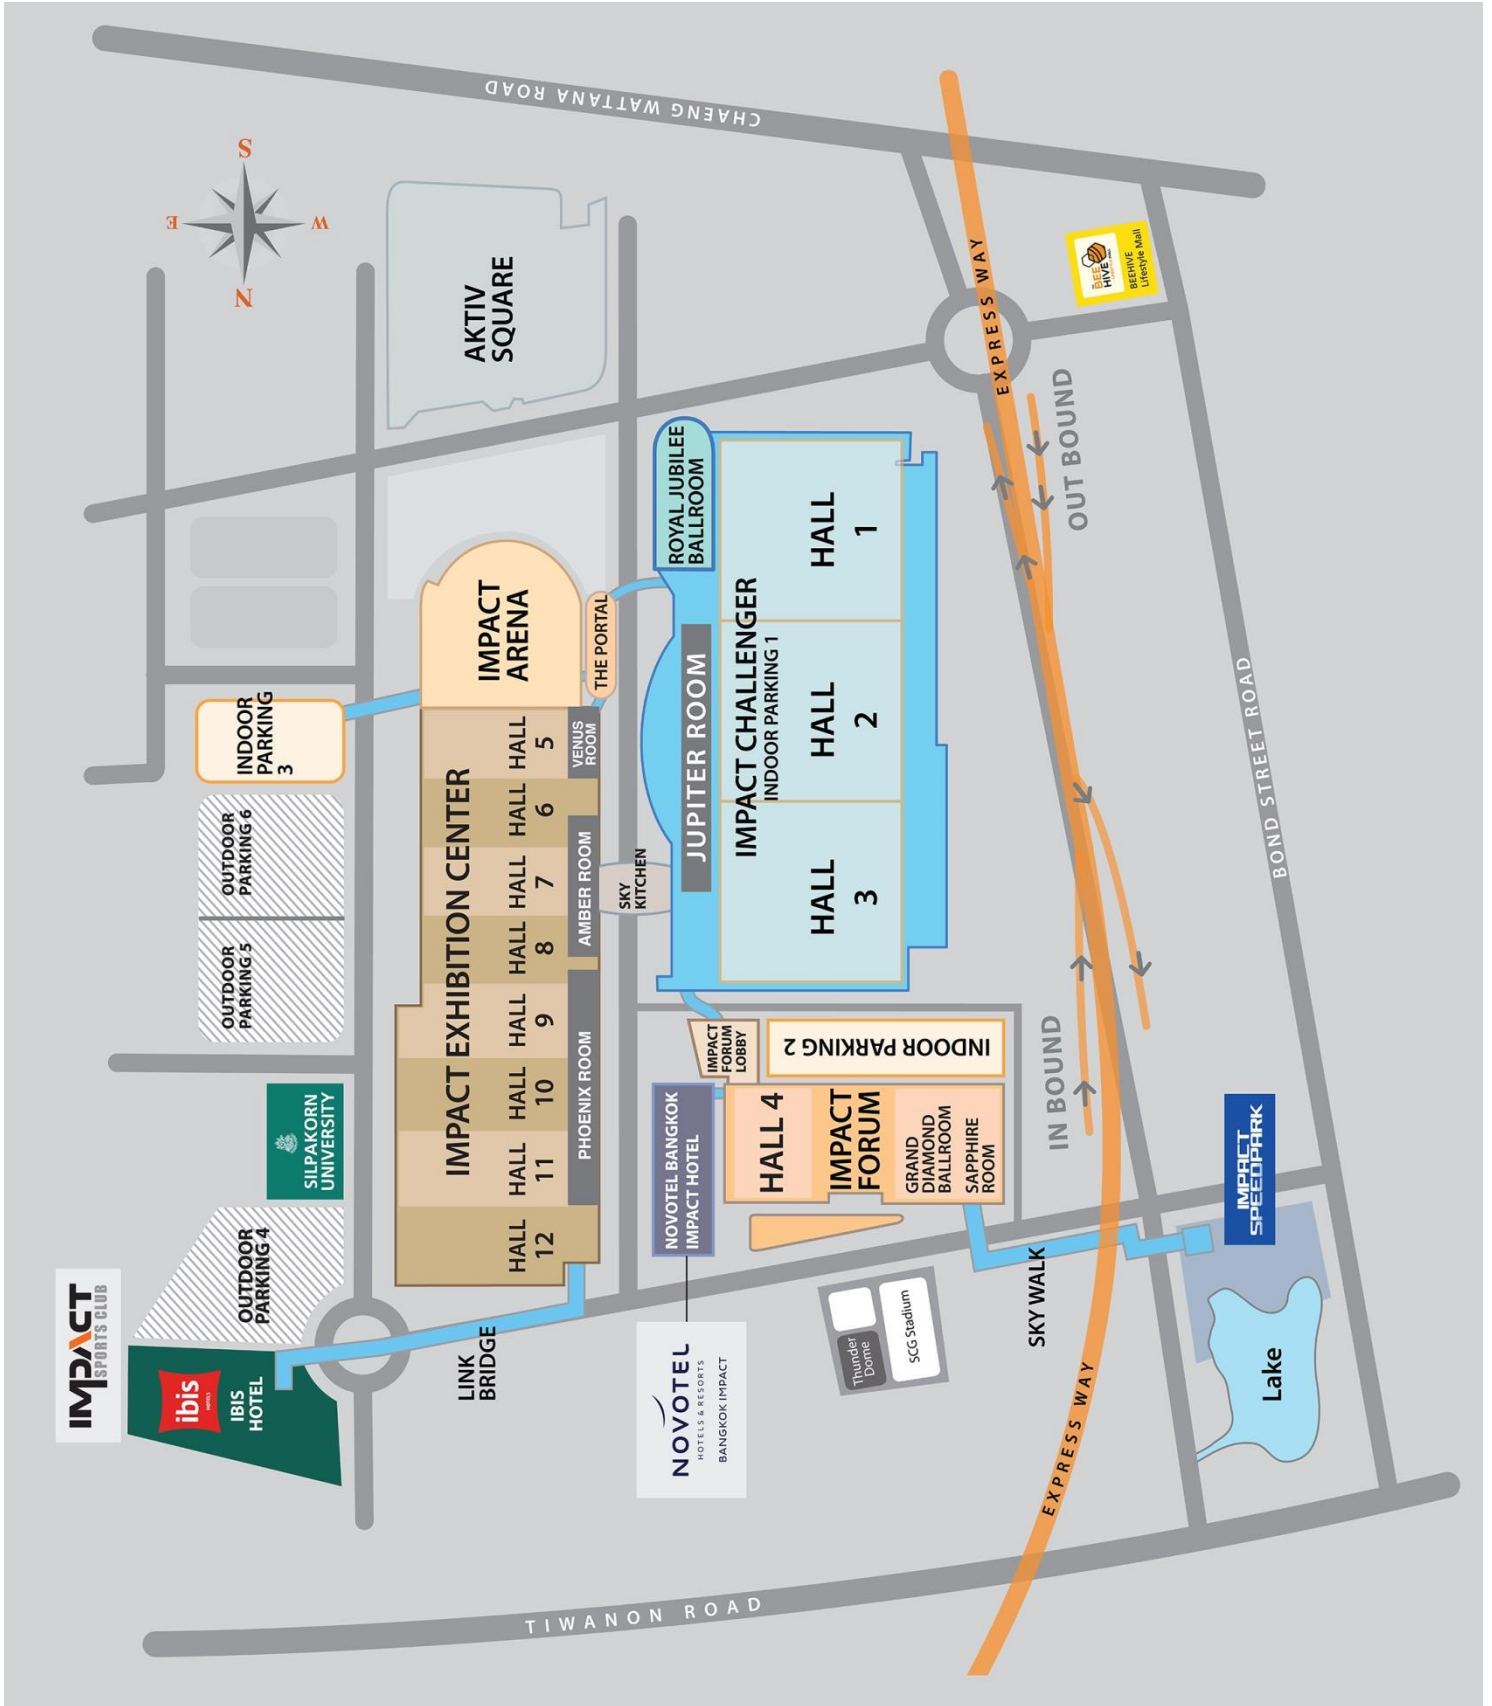 CHAENG WATTANA ROAD
S
E
W
N
AKTIV
SQUARE
EXPRESS WAY
BEE
HIVE
BEEHIVE
Lifestyle Mall
OUT BOUND
ROYAL JUBILEE
BALLROOM
IMPACT
ARENA
THE PORTAL
INDOOR
PARKING
3
OUTDOOR
PARKING 6
OUTDOOR
PARKING 5
IMPACT EXHIBITION CENTER
HALL
5
HALL
6
HALL
7
HALL
8
HALL
9
HALL
10
HALL
11
HALL
12
VENUS
ROOM
AMBER ROOM
PHOENIX ROOM
SKY
KITCHEN
JUPITER ROOM
IMPACT CHALLENGER
INDOOR PARKING 1
HALL
1
HALL
2
HALL
3
BOND STREET ROAD
IN BOUND
IMPACT
FORUM
LOBBY
INDOOR PARKING 2
NOVOTEL BANGKOK
IMPACT HOTEL
HALL 4
IMPACT
FORUM
GRAND
DIAMOND
BALLROOM
SAPPHIRE
ROOM
SILPAKORN
UNIVERSITY
OUTDOOR
PARKING 4
IMPACT
SPORTS CLUB
ibis
HOTELS
IBIS
HOTEL
LINK
BRIDGE
NOVOTEL
HOTELS & RESORTS
BANGKOK IMPACT
Thunder
Dome
SCG Stadium
SKY WALK
IMPACT
SPEEDPARK
Lake
EXPRESS WAY
TIWANON ROAD